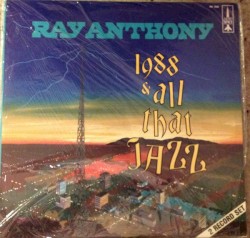 RAY ANTHONY
1988
& all
that
JAZZ
2 RECORD SET